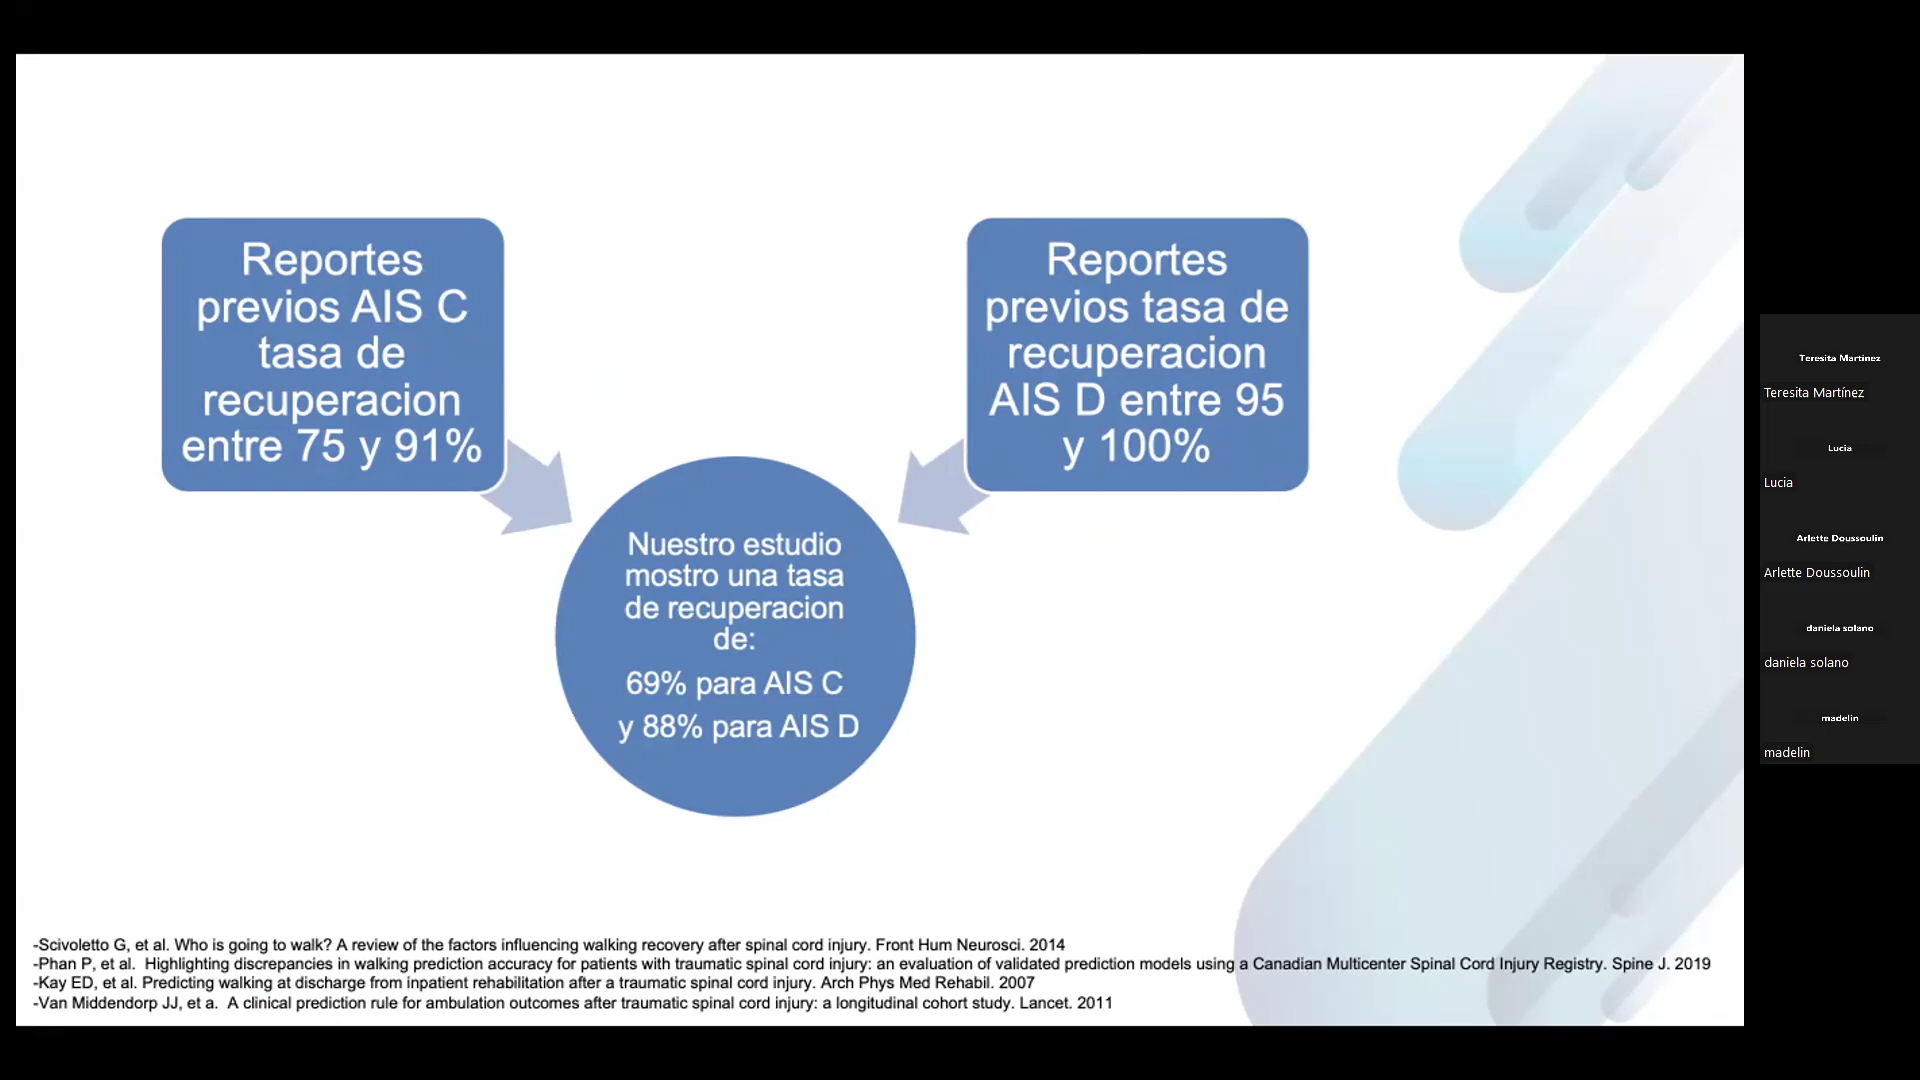 Reportes
previos AIS C
tasa de
recuperacion
entre 75 y 91%
Reportes
previos tasa de
recuperacion
AIS D entre 95
y 100%
Nuestro estudio
mostro una tasa
de recuperacion
de:
69% para AIS C
y 88% para AIS D
-Scivoletto G, et al. Who is going to walk? A review of the factors influencing walking recovery after spinal cord injury. Front Hum Neurosci. 2014
-Phan P, et al.  Highlighting discrepancies in walking prediction accuracy for patients with traumatic spinal cord injury: an evaluation of validated prediction models using a Canadian Multicenter Spinal Cord Injury Registry. Spine J. 2019
-Kay ED, et al. Predicting walking at discharge from inpatient rehabilitation after a traumatic spinal cord injury. Arch Phys Med Rehabil. 2007
-Van Middendorp JJ, et a.  A clinical prediction rule for ambulation outcomes after traumatic spinal cord injury: a longitudinal cohort study. Lancet. 2011
Teresita Martínez
Teresita Martínez
Lucia
Lucia
Arlette Doussoulin
Arlette Doussoulin
daniela solano
daniela solano
madelin
madelin